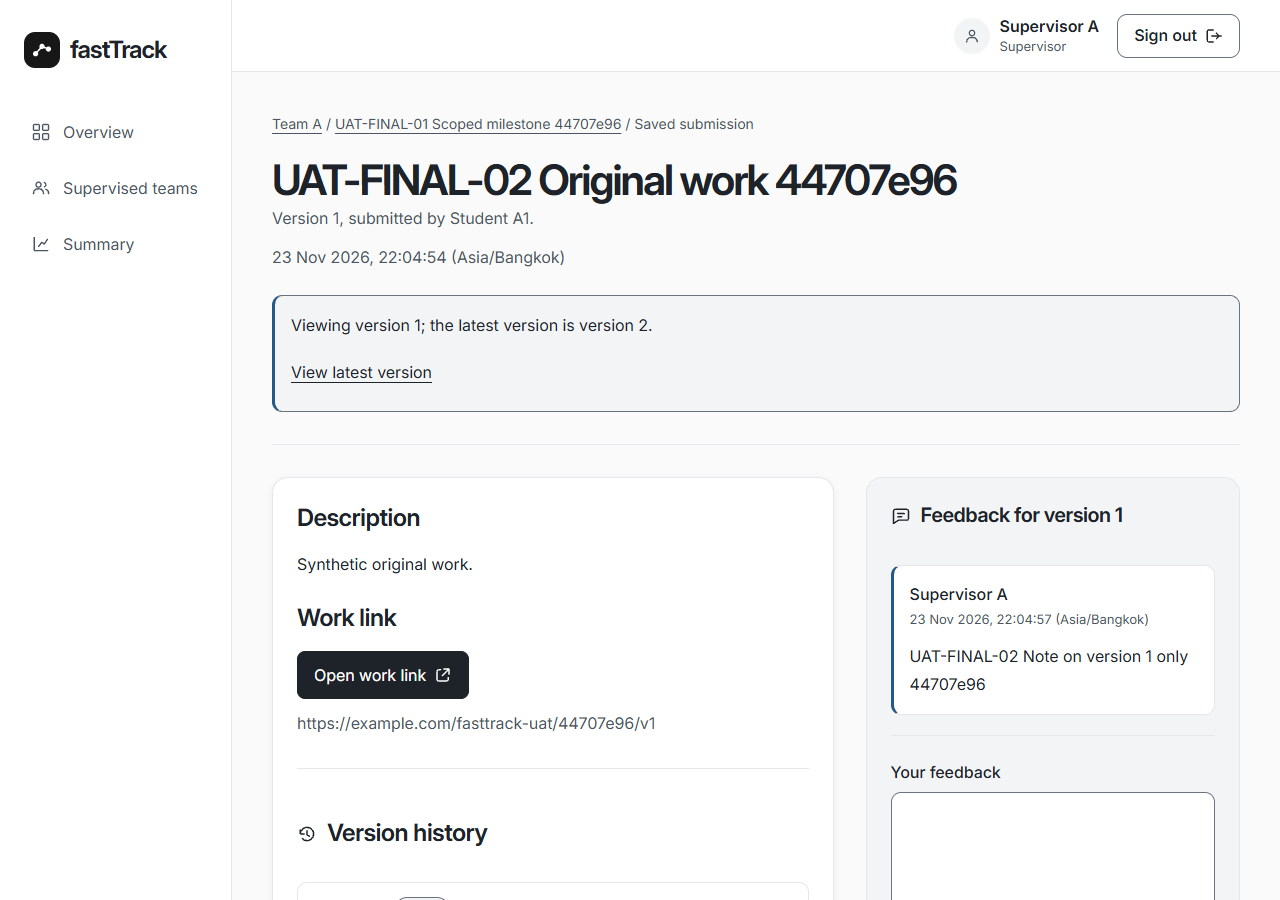 fastTrack
Overview
Supervised teams
Summary
Supervisor A
Supervisor
Sign out
Team A / UAT-FINAL-01 Scoped milestone 44707e96 / Saved submission
UAT-FINAL-02 Original work 44707e96
Version 1, submitted by Student A1.
23 Nov 2026, 22:04:54 (Asia/Bangkok)
Viewing version 1; the latest version is version 2.
View latest version
Description
Synthetic original work.
Work link
Open work link
https://example.com/fasttrack-uat/44707e96/v1
Version history
Feedback for version 1
Supervisor A
23 Nov 2026, 22:04:57 (Asia/Bangkok)
UAT-FINAL-02 Note on version 1 only
44707e96
Your feedback